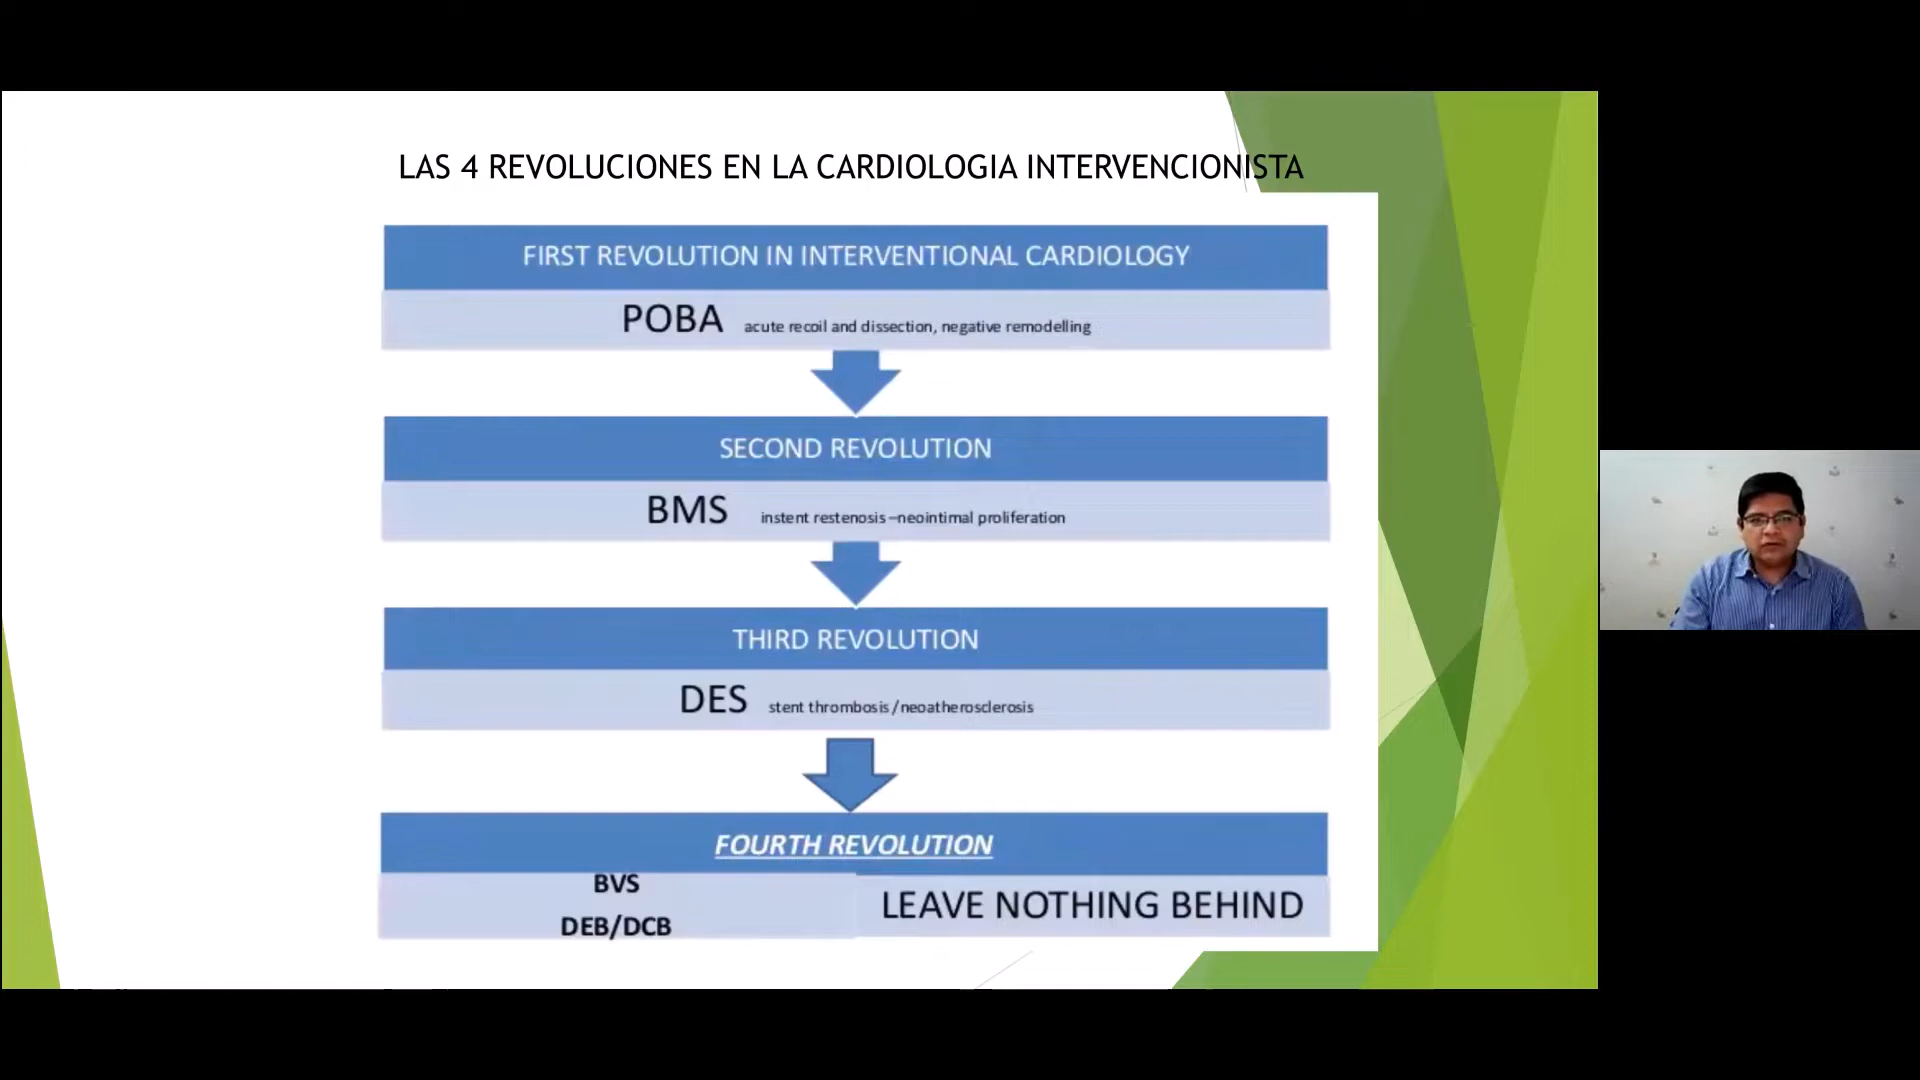 LAS 4 REVOLUCIONES EN LA CARDIOLOGIA INTERVENCIONISTA
FIRST REVOLUTION IN INTERVENTIONAL CARDIOLOGY
POBA acute recoil and dissection, negative remodelling
SECOND REVOLUTION
BMS instent restenosis –neointimal proliferation
THIRD REVOLUTION
DES stent thrombosis/neoatherosclerosis
FOURTH REVOLUTION
BVS
DEB/DCB
LEAVE NOTHING BEHIND